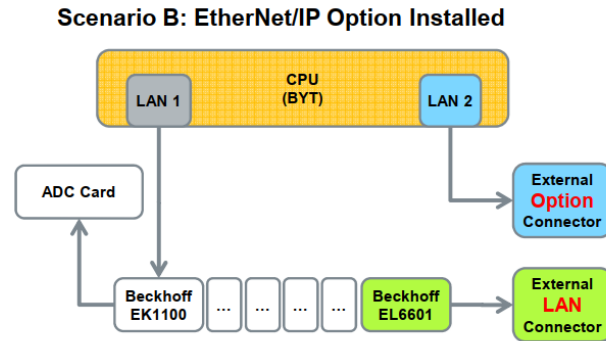 Scenario B: EtherNet/IP Option Installed
CPU
(BYT)
LAN 1
LAN 2
ADC Card
External
Option
Connector
Beckhoff
EK1100
...
...
...
...
Beckhoff
EL6601
External
LAN
Connector